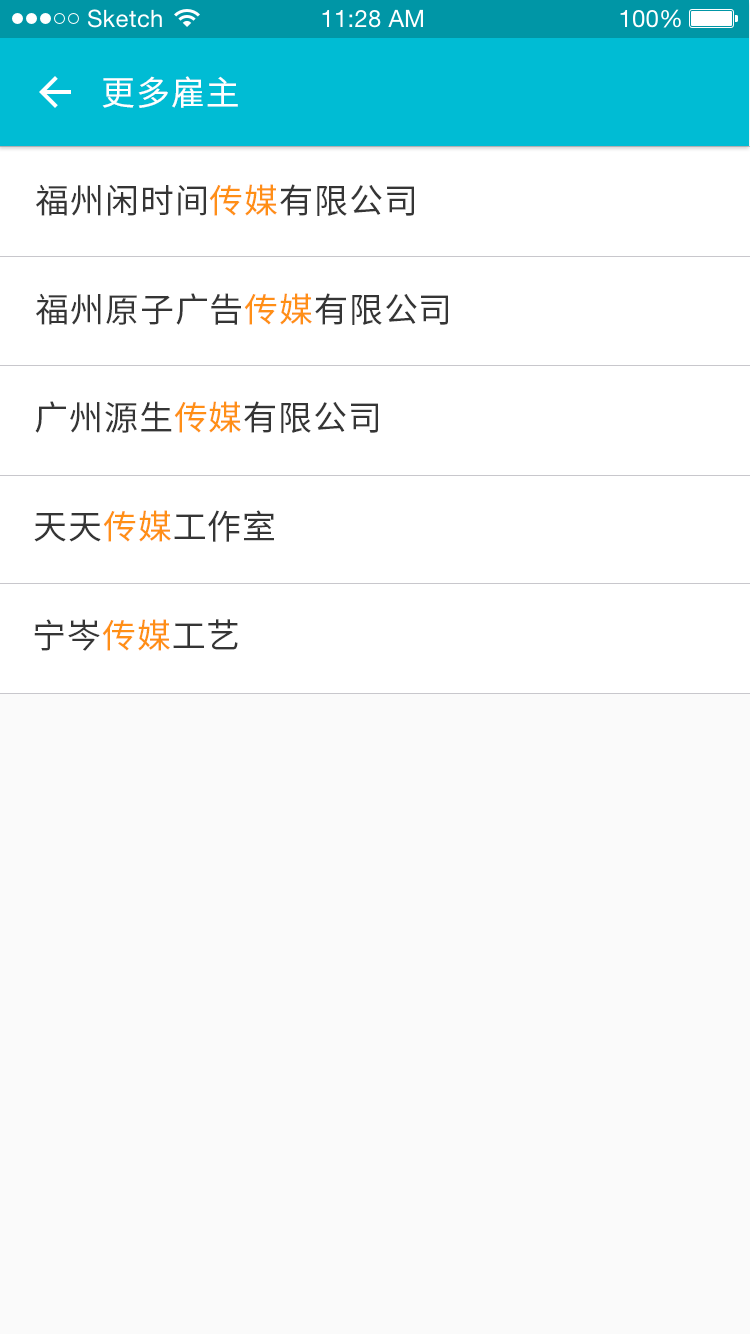 Sketch 11:28 AM 100%
更多雇主
福州闲时间传媒有限公司
福州原子广告传媒有限公司
广州源生传媒有限公司
天天传媒工作室
宁岑传媒工艺